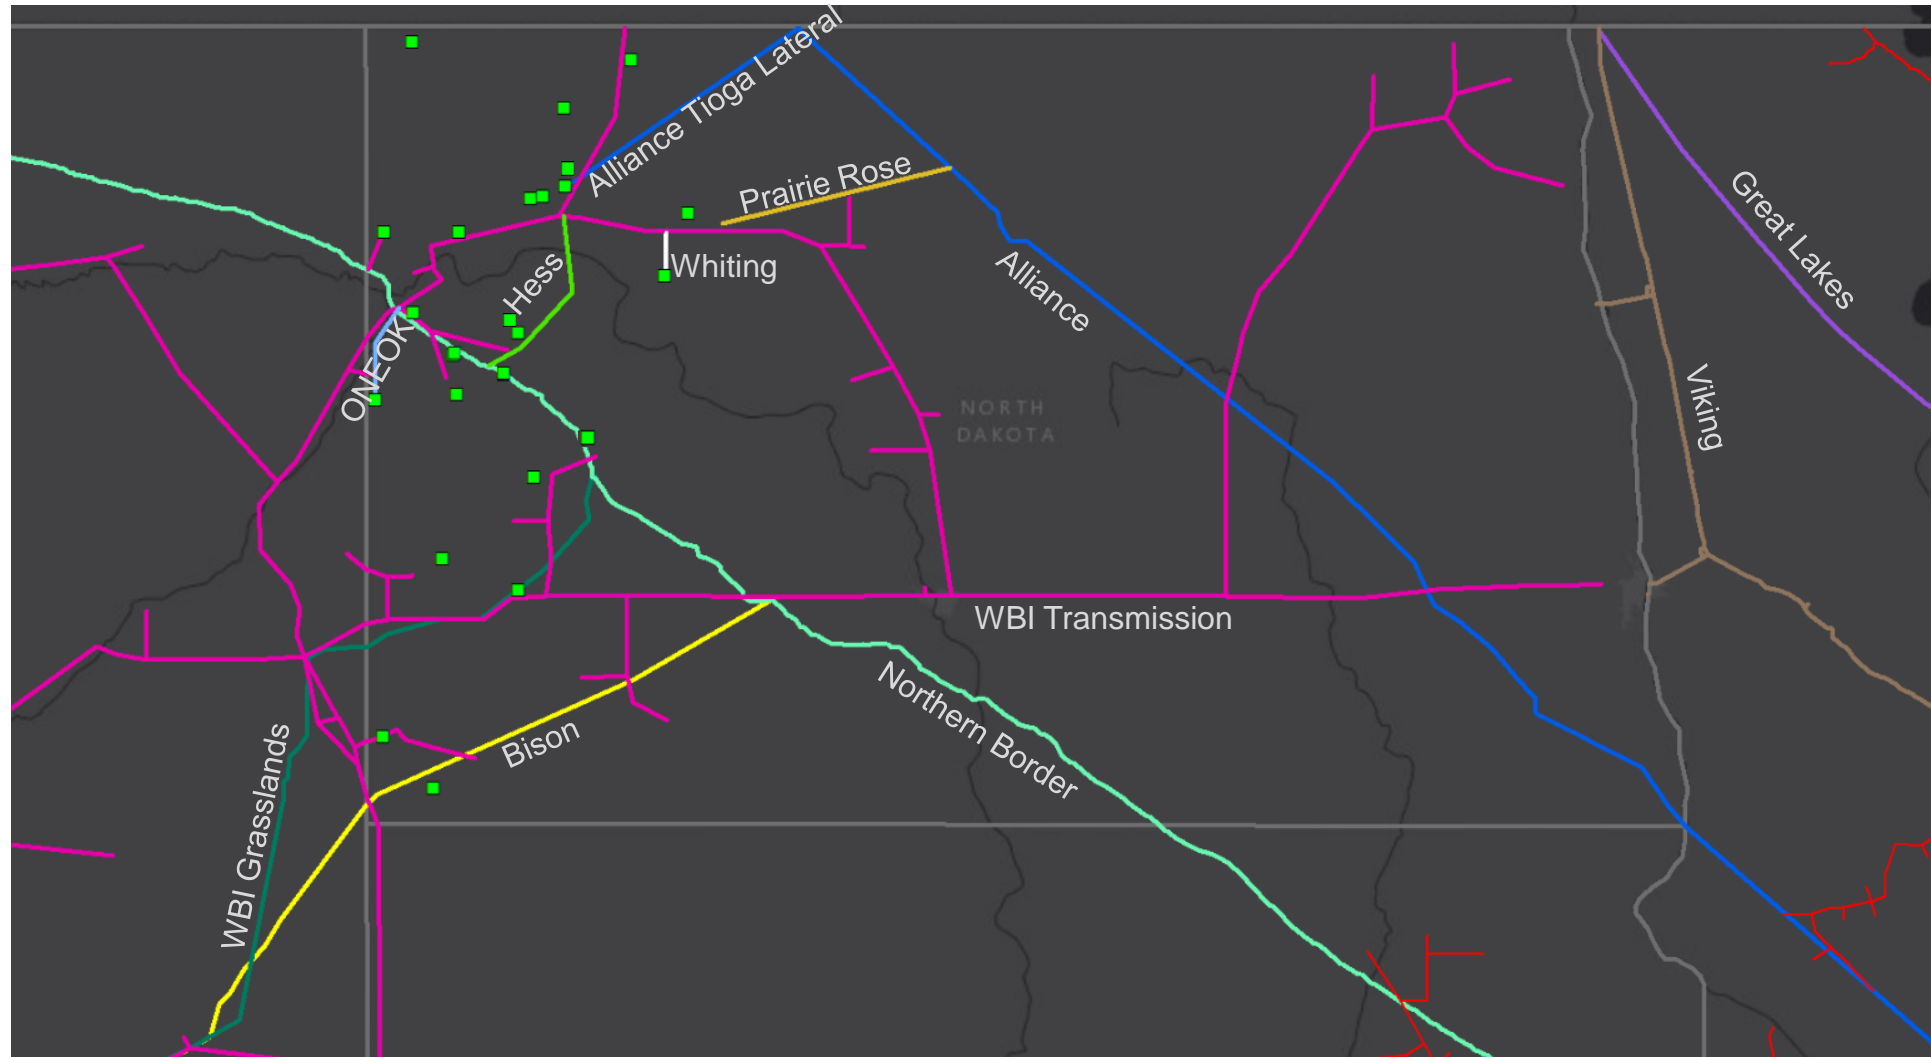 Alliance Tioga Lateral
Prairie Rose
Great Lakes
Hess
Whiting
Alliance
ONEOK
Viking
NORTH
DAKOTA
WBI Transmission
Northern Border
Bison
WBI Grasslands